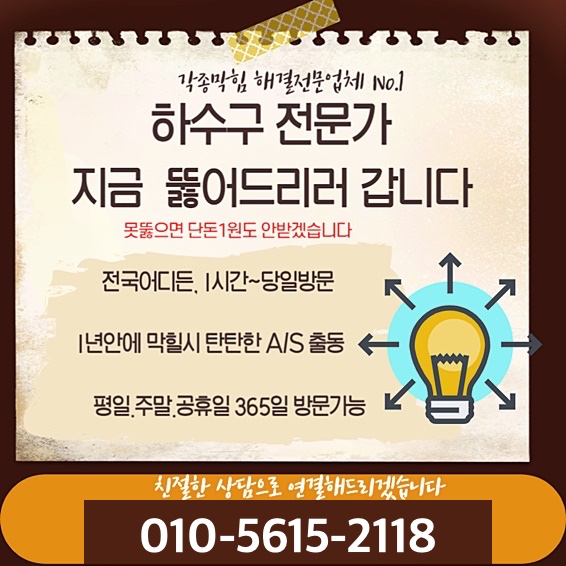 각종막힘 해결전문업체 No.1
하수구 전문가
지금 뚫어드리러 갑니다
못뚫으면 단돈1원도 안받겠습니다
전국어디든, 1시간~당일방문
1년안에 막힐시 탄탄한 A/S 출동
평일,주말,공휴일 365일 방문가능
친절한 상담으로 연결해드리겠습니다
010-5615-2118